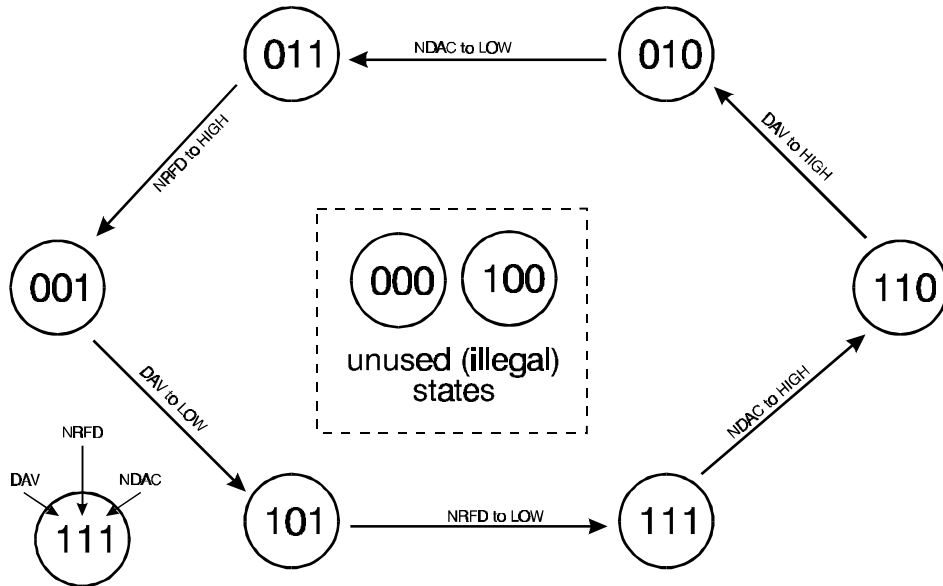 011
NDAC to LOW
010
NRFD to HIGH
DAV to HIGH
001
000
100
110
unused (illegal)
states
DAV to LOW
NDAC to HIGH
NRFD
DAV
NDAC
111
101
NRFD to LOW
111